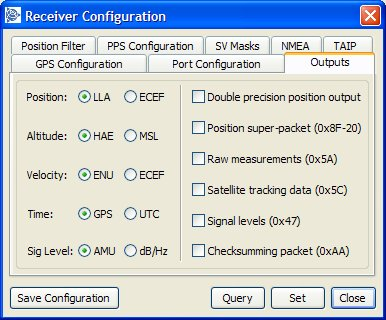 Receiver Configuration
Position Filter PPS Configuration SV Masks NMEA TAIP
GPS Configuration Port Configuration Outputs
Position: LLA ECEF
Altitude: HAE MSL
Velocity: ENU ECEF
Time: GPS UTC
Sig Level: AMU dB/Hz
Double precision position output
Position super-packet (0x8F-20)
Raw measurements (0x5A)
Satellite tracking data (0x5C)
Signal levels (0x47)
Checksumming packet (0xAA)
Save Configuration Query Set Close